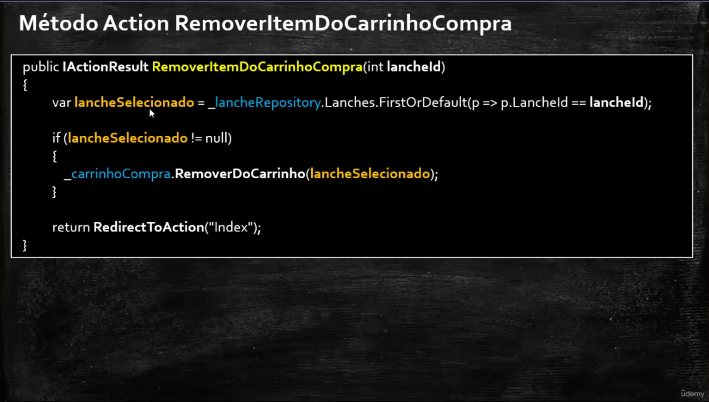 Método Action RemoverItemDoCarrinhoCompra
public IActionResult RemoverItemDoCarrinhoCompra(int lancheId)
{
var lancheSelecionado = _lancheRepository.Lanches.FirstOrDefault(p => p.LancheId == lancheId);
if (lancheSelecionado != null)
{
_carrinhoCompra.RemoverDoCarrinho(lancheSelecionado);
}
return RedirectToAction("Index");
}
ûdemy